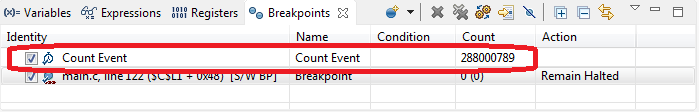 Variables Expressions Registers Breakpoints
Identity Name Condition Count Action
Count Event Count Event 288000789
main.c, line 122 ($C$L1 + 0x48) [S/W BP] Breakpoint 0 (0) Remain Halted